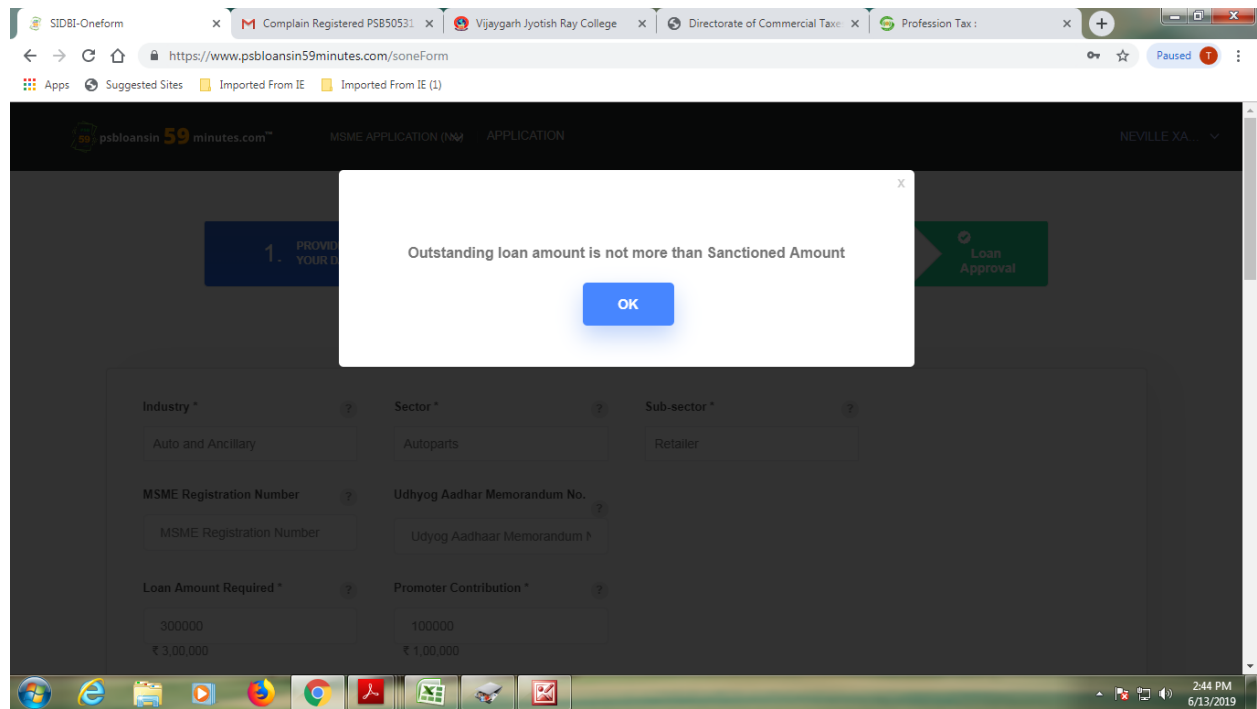 SIDBI-Oneform
Complain Registered PSB50531
Vijaygarh Jyotish Ray College
Directorate of Commercial Taxe
Profession Tax :
https://www.psbloansin59minutes.com/soneForm
Paused T
Apps Suggested Sites Imported From IE Imported From IE (1)
59 psbloansin 59 minutes.com™ MSME APPLICATION (N APPLICATION NEVILLE XA...
X
1. PROVID
YOUR D
Outstanding loan amount is not more than Sanctioned Amount
OK
Loan
Approval
Industry * ? Sector * ? Sub-sector * ?
Auto and Ancillary Autoparts Retailer
MSME Registration Number ? Udhyog Aadhar Memorandum No. ?
MSME Registration Number Udyog Aadhaar Memorandum N
Loan Amount Required * ? Promoter Contribution * ?
300000 100000
₹ 3,00,000 ₹ 1,00,000
2:44 PM
6/13/2019